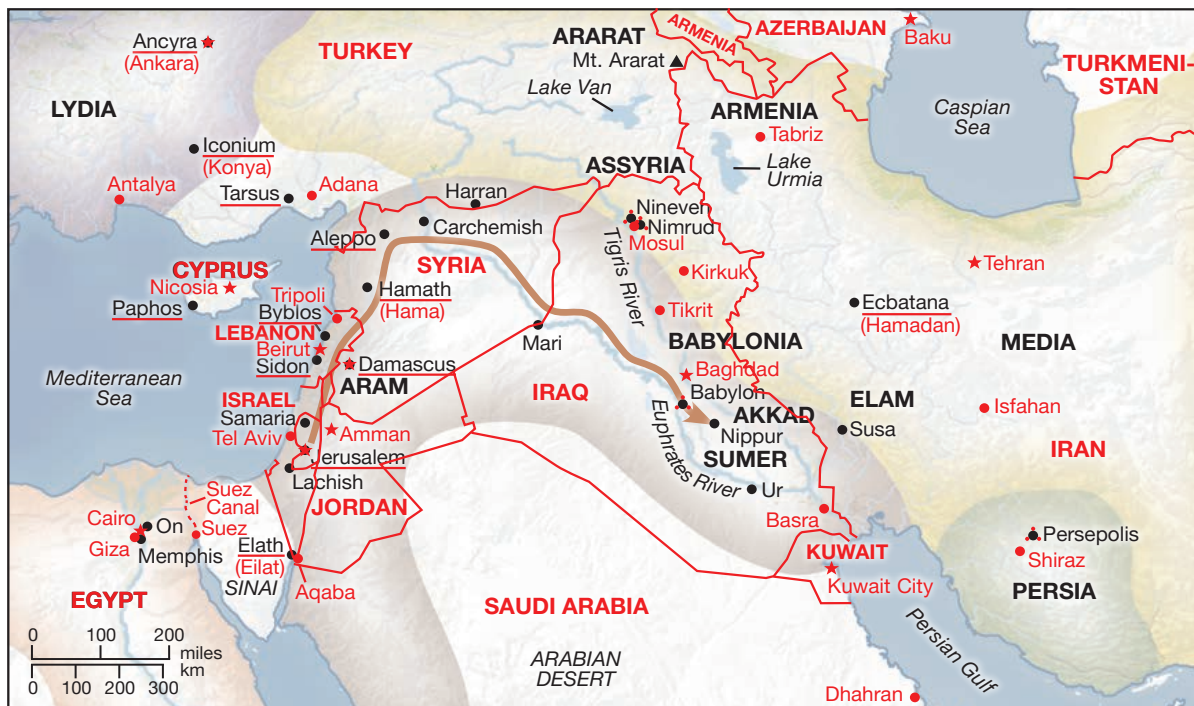 Ancyra
(Ankara)
TURKEY
LYDIA
Iconium
(Konya)
Antalya
Tarsus
Adana
ARARAT
Mt. Ararat
Lake Van
ARMENIA
AZERBAIJAN
Baku
TURKMENI-
STAN
Caspian
Sea
ARMENIA
Tabriz
Lake
Urmia
ASSYRIA
Harran
Carchemish
Aleppo
Nineveh
Nimrud
Mosul
Tigris River
Kirkuk
Tikrit
Tehran
Ecbatana
(Hamadan)
MEDIA
CYPRUS
Nicosia
Paphos
SYRIA
Hamath
(Hama)
Tripoli
Byblos
LEBANON
Beirut
Sidon
Damascus
ARAM
Mari
BABYLONIA
Baghdad
Babylon
IRAQ
AKKAD
Nippur
SUMER
Euphrates River
Ur
ELAM
Susa
Isfahan
IRAN
Mediterranean
Sea
ISRAEL
Samaria
Tel Aviv
Amman
Jerusalem
Lachish
JORDAN
Suez
Canal
Cairo
On
Giza
Memphis
Suez
Elath
(Eilat)
SINAI
Aqaba
EGYPT
Basra
KUWAIT
Kuwait City
Persepolis
Shiraz
PERSIA
SAUDI ARABIA
ARABIAN
DESERT
Persian Gulf
Dhahran
0 100 200
miles
km
0 100 200 300